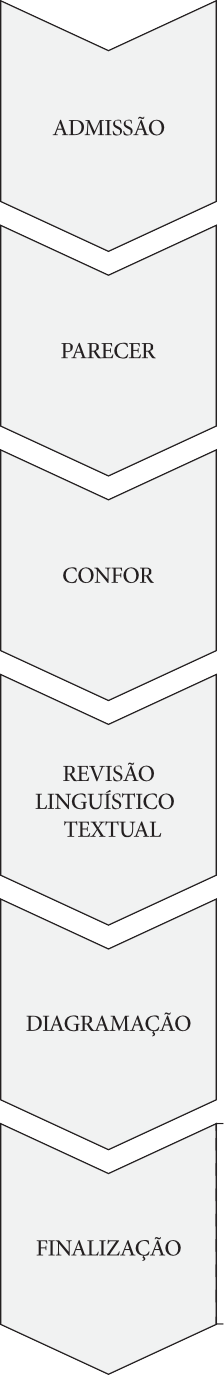 ADMISSÃO
PARECER
CONFOR
REVISÃO
LINGUÍSTICO
TEXTUAL
DIAGRAMAÇÃO
FINALIZAÇÃO